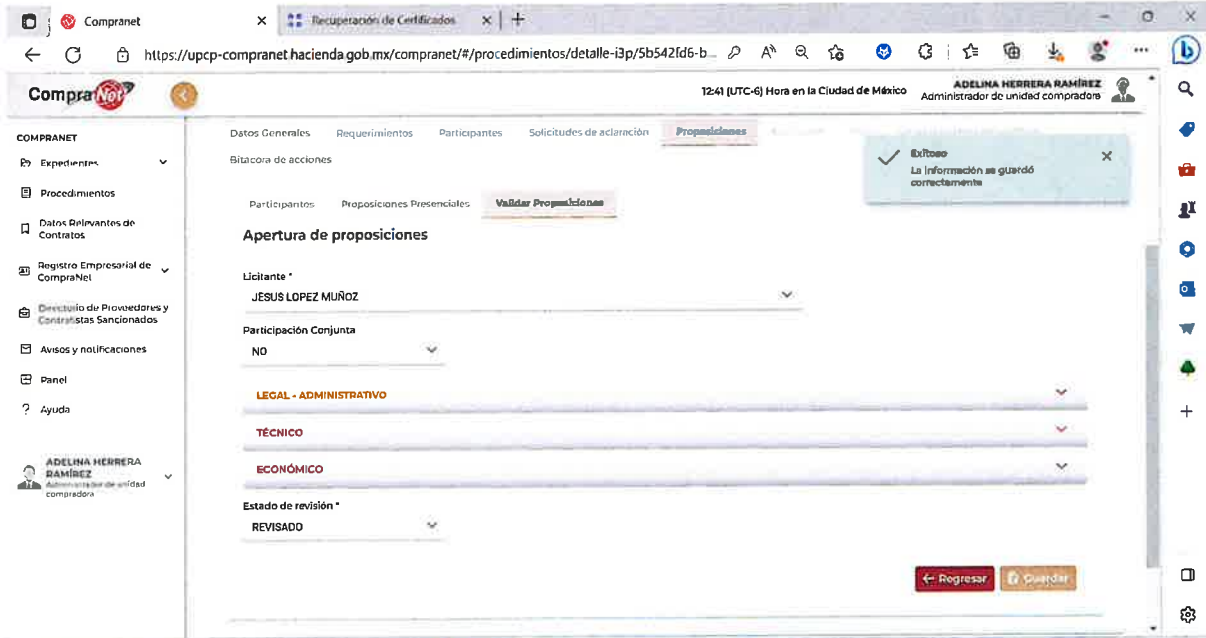 Compranet
Recuperación de Certificados
https://upcp-compranet.hacienda.gob.mx/compranet/#/procedimientos/detalle-i3p/5b542fd6-b...
CompraNet
12:41 (UTC-6) Hora en la Ciudad de México
ADELINA HERRERA RAMÍREZ
Administrador de unidad compradora
COMPRANET
Expedientes
Procedimientos
Datos Relevantes de
Contratos
Registro Empresarial de
CompraNet
Directorio de Proveedores y
Contratistas Sancionados
Avisos y notificaciones
Panel
? Ayuda
ADELINA HERRERA
RAMÍREZ
Administrador de unidad
compradora
Datos Generales Requerimientos Participantes Solicitudes de aclaración Proposiciones
Bitácora de acciones
Exitoso
La información se guardó
correctamente
Participantes Proposiciones Presenciales Validar Proposiciones
Apertura de proposiciones
Licitante *
JESUS LOPEZ MUÑOZ
Participación Conjunta
NO
LEGAL - ADMINISTRATIVO
TÉCNICO
ECONÓMICO
Estado de revisión *
REVISADO
← Regresar Guardar